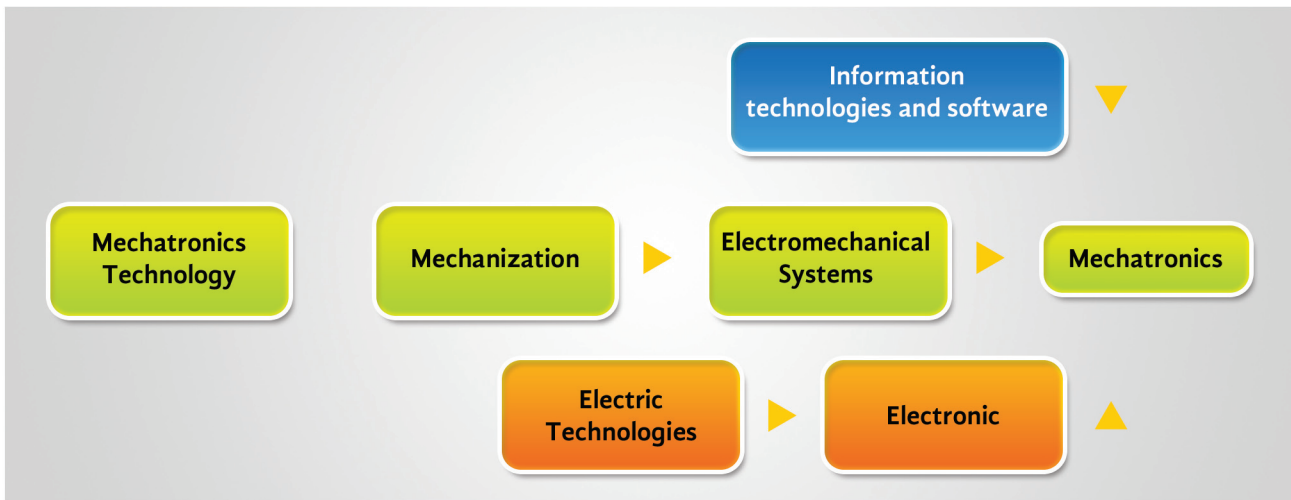 Information
technologies and software
Mechatronics
Technology
Mechanization
Electromechanical
Systems
Mechatronics
Electric
Technologies
Electronic